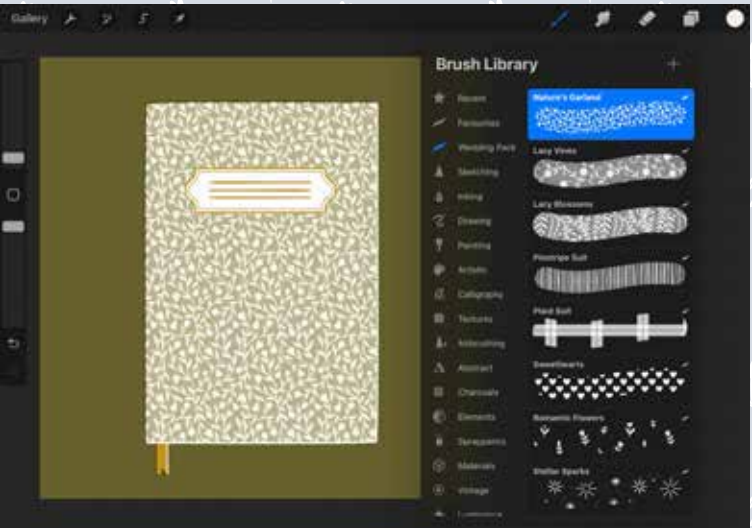 Gallery
Brush Library
Recent
Favourites
Wedding Pack
Sketching
Inking
Drawing
Painting
Artistic
Calligraphy
Textures
Airbrushing
Abstract
Charcoals
Elements
Spraypaints
Materials
Vintage
Luminance
Nature's Garland
Lacy Vines
Lacy Blossoms
Pinstripe Suit
Plaid Suit
Sweethearts
Romantic Flowers
Stellar Sparks